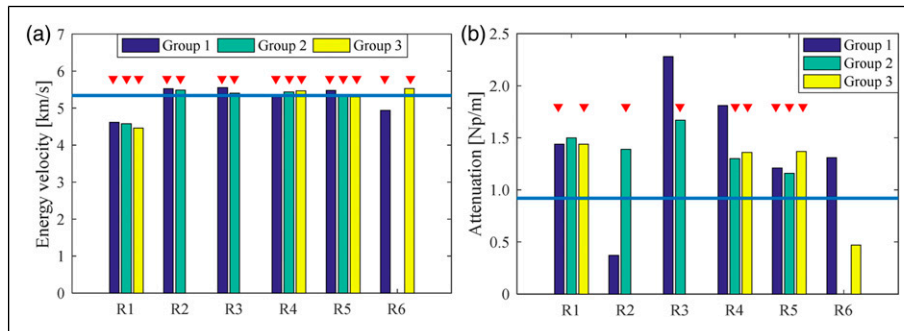 (a)
Energy velocity [km/s]
7
6
5
4
3
2
1
0
Group 1 Group 2 Group 3
R1 R2 R3 R4 R5 R6
(b)
Attenuation [Np/m]
2.5
2.0
1.5
1.0
0.5
0
Group 1
Group 2
Group 3
R1 R2 R3 R4 R5 R6